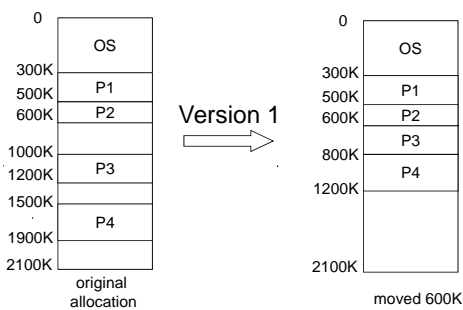 0
OS
300K
P1
500K
P2
600K
1000K
P3
1200K
1500K
P4
1900K
2100K
original
allocation
Version 1
0
OS
300K
P1
500K
P2
600K
P3
800K
P4
1200K
2100K
moved 600K